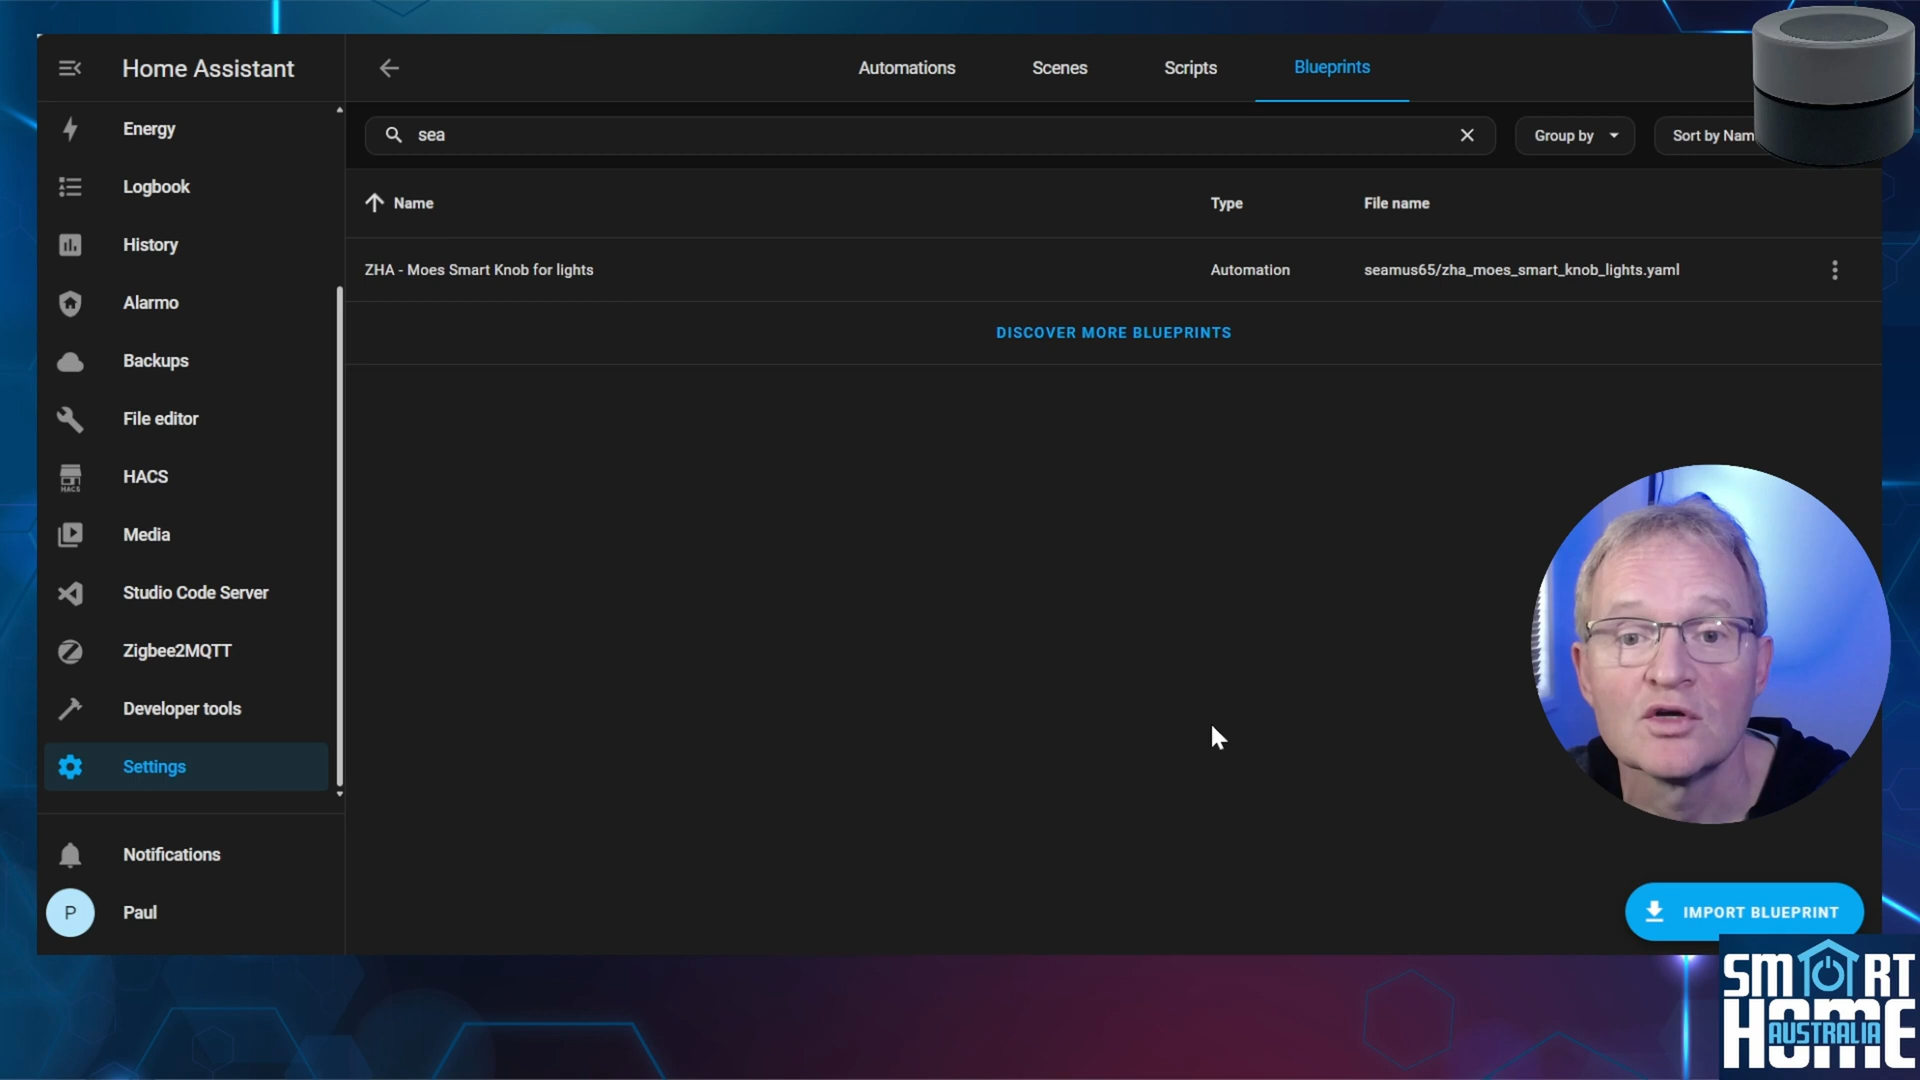 Home Assistant
Automations
Scenes
Scripts
Blueprints
Energy
Logbook
History
Alarmo
Backups
File editor
HACS
HACS
Media
Studio Code Server
Zigbee2MQTT
Developer tools
Settings
Notifications
P
Paul
sea
Group by
Sort by Nam
Name
Type
File name
ZHA - Moes Smart Knob for lights
Automation
seamus65/zha_moes_smart_knob_lights.yaml
DISCOVER MORE BLUEPRINTS
IMPORT BLUEPRINT
SMART
HOME
AUSTRALIA